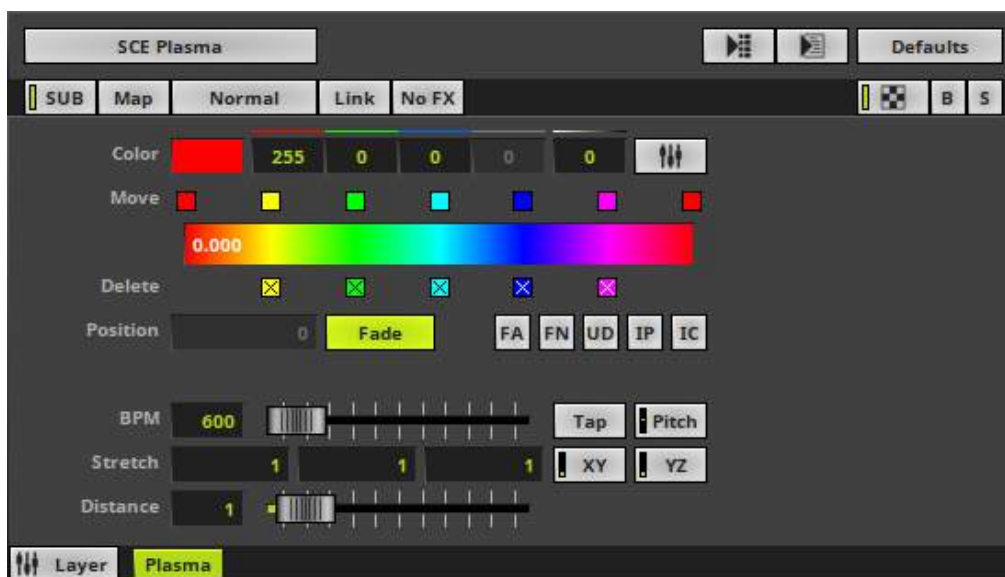 SCE Plasma Defaults
SUB Map Normal Link No FX B S
Color 255 0 0 0 0
Move
0.000
Delete
Position 0 Fade FA FN UD IP IC
BPM 600 Tap Pitch
Stretch 1 1 1 XY YZ
Distance 1
Layer Plasma